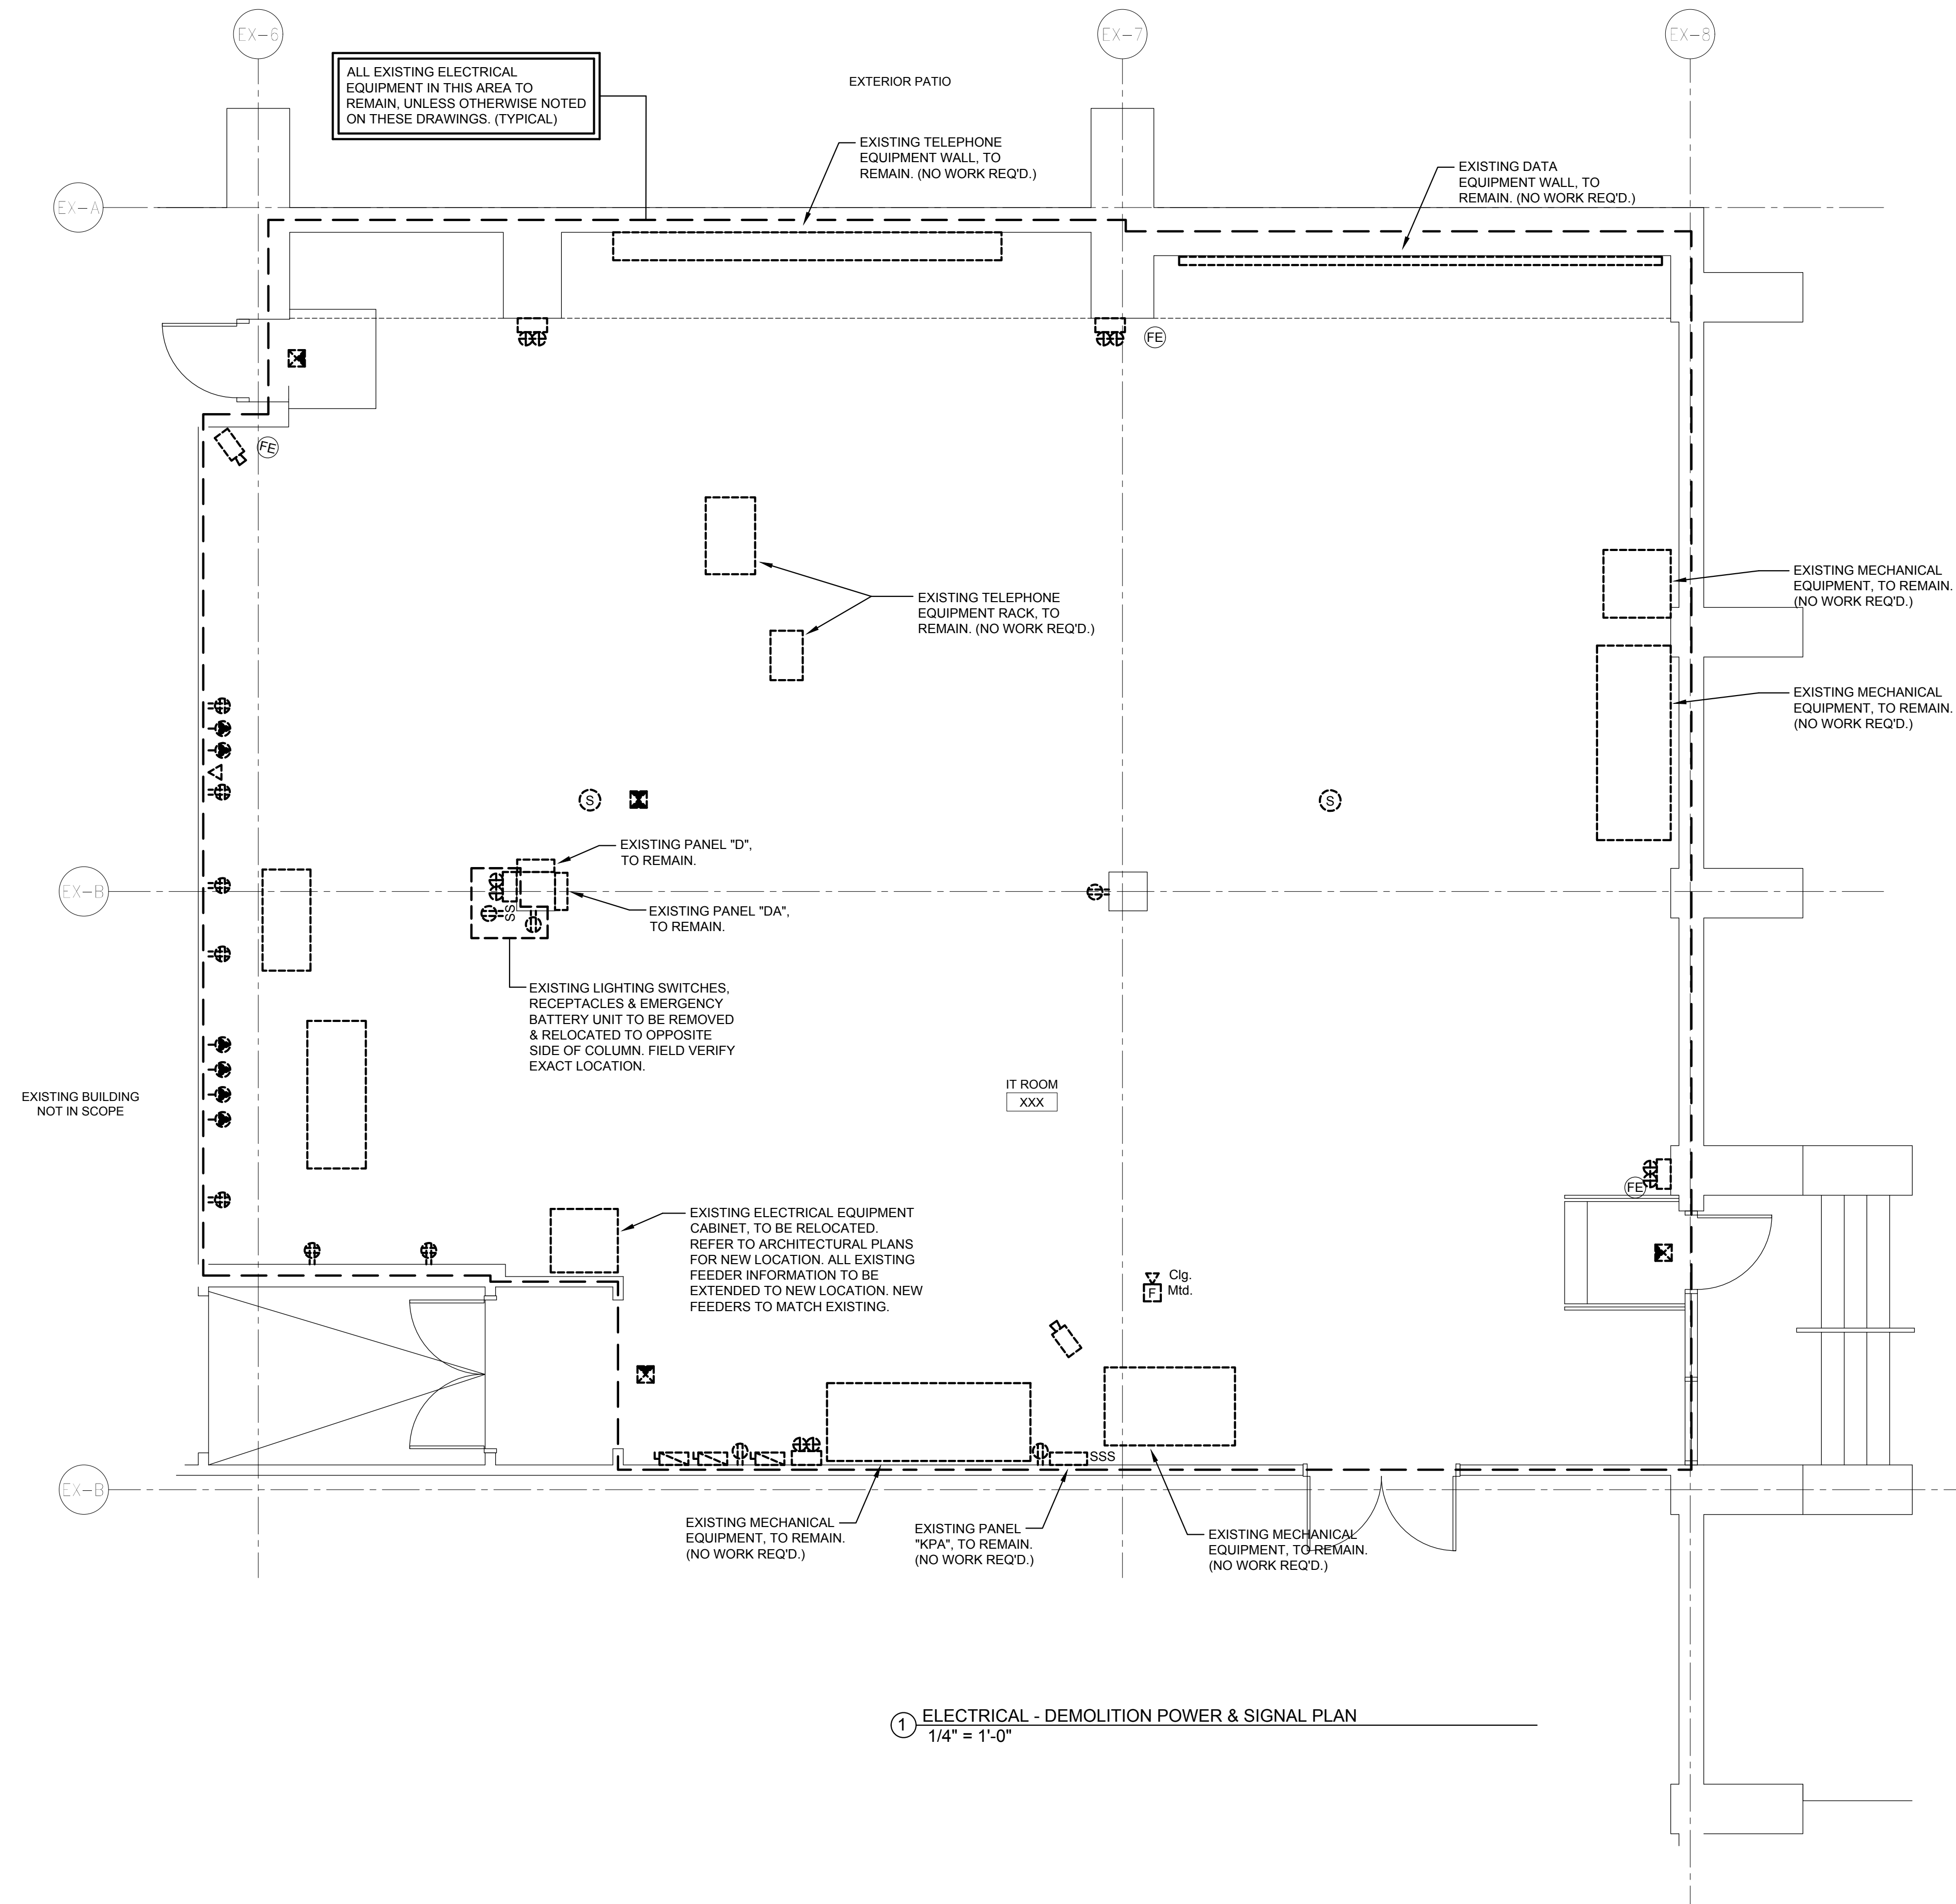 EX-6
EX-7
EX-8
ALL EXISTING ELECTRICAL
EQUIPMENT IN THIS AREA TO
REMAIN, UNLESS OTHERWISE NOTED
ON THESE DRAWINGS. (TYPICAL)
EXTERIOR PATIO
EXISTING TELEPHONE
EQUIPMENT WALL, TO
REMAIN. (NO WORK REQ'D.)
EXISTING DATA
EQUIPMENT WALL, TO
REMAIN. (NO WORK REQ'D.)
EX-A
FE
FE
EXISTING MECHANICAL
EQUIPMENT, TO REMAIN.
(NO WORK REQ'D.)
EXISTING TELEPHONE
EQUIPMENT RACK, TO
REMAIN. (NO WORK REQ'D.)
EXISTING MECHANICAL
EQUIPMENT, TO REMAIN.
(NO WORK REQ'D.)
S
S
EXISTING PANEL "D",
TO REMAIN.
EX-B
SS
EXISTING PANEL "DA",
TO REMAIN.
EXISTING LIGHTING SWITCHES,
RECEPTACLES & EMERGENCY
BATTERY UNIT TO BE REMOVED
& RELOCATED TO OPPOSITE
SIDE OF COLUMN. FIELD VERIFY
EXACT LOCATION.
IT ROOM
XXX
EXISTING BUILDING
NOT IN SCOPE
FE
EXISTING ELECTRICAL EQUIPMENT
CABINET, TO BE RELOCATED.
REFER TO ARCHITECTURAL PLANS
FOR NEW LOCATION. ALL EXISTING
FEEDER INFORMATION TO BE
EXTENDED TO NEW LOCATION. NEW
FEEDERS TO MATCH EXISTING.
Clg.
F Mtd.
SSS
EX-B
EXISTING MECHANICAL
EQUIPMENT, TO REMAIN.
(NO WORK REQ'D.)
EXISTING PANEL
"KPA", TO REMAIN.
(NO WORK REQ'D.)
EXISTING MECHANICAL
EQUIPMENT, TO REMAIN.
(NO WORK REQ'D.)
1 ELECTRICAL - DEMOLITION POWER & SIGNAL PLAN
1/4" = 1'-0"